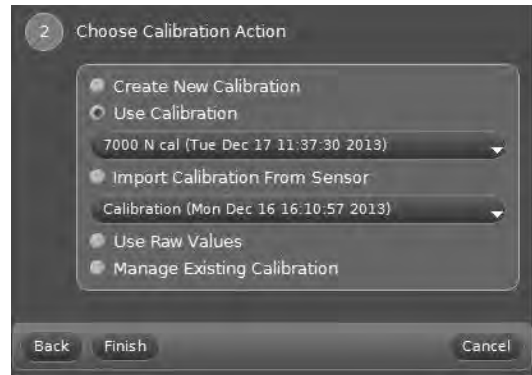 2 Choose Calibration Action
Create New Calibration
Use Calibration
7000 N cal (Tue Dec 17 11:37:30 2013)
Import Calibration From Sensor
Calibration (Mon Dec 16 16:10:57 2013)
Use Raw Values
Manage Existing Calibration
Back Finish Cancel